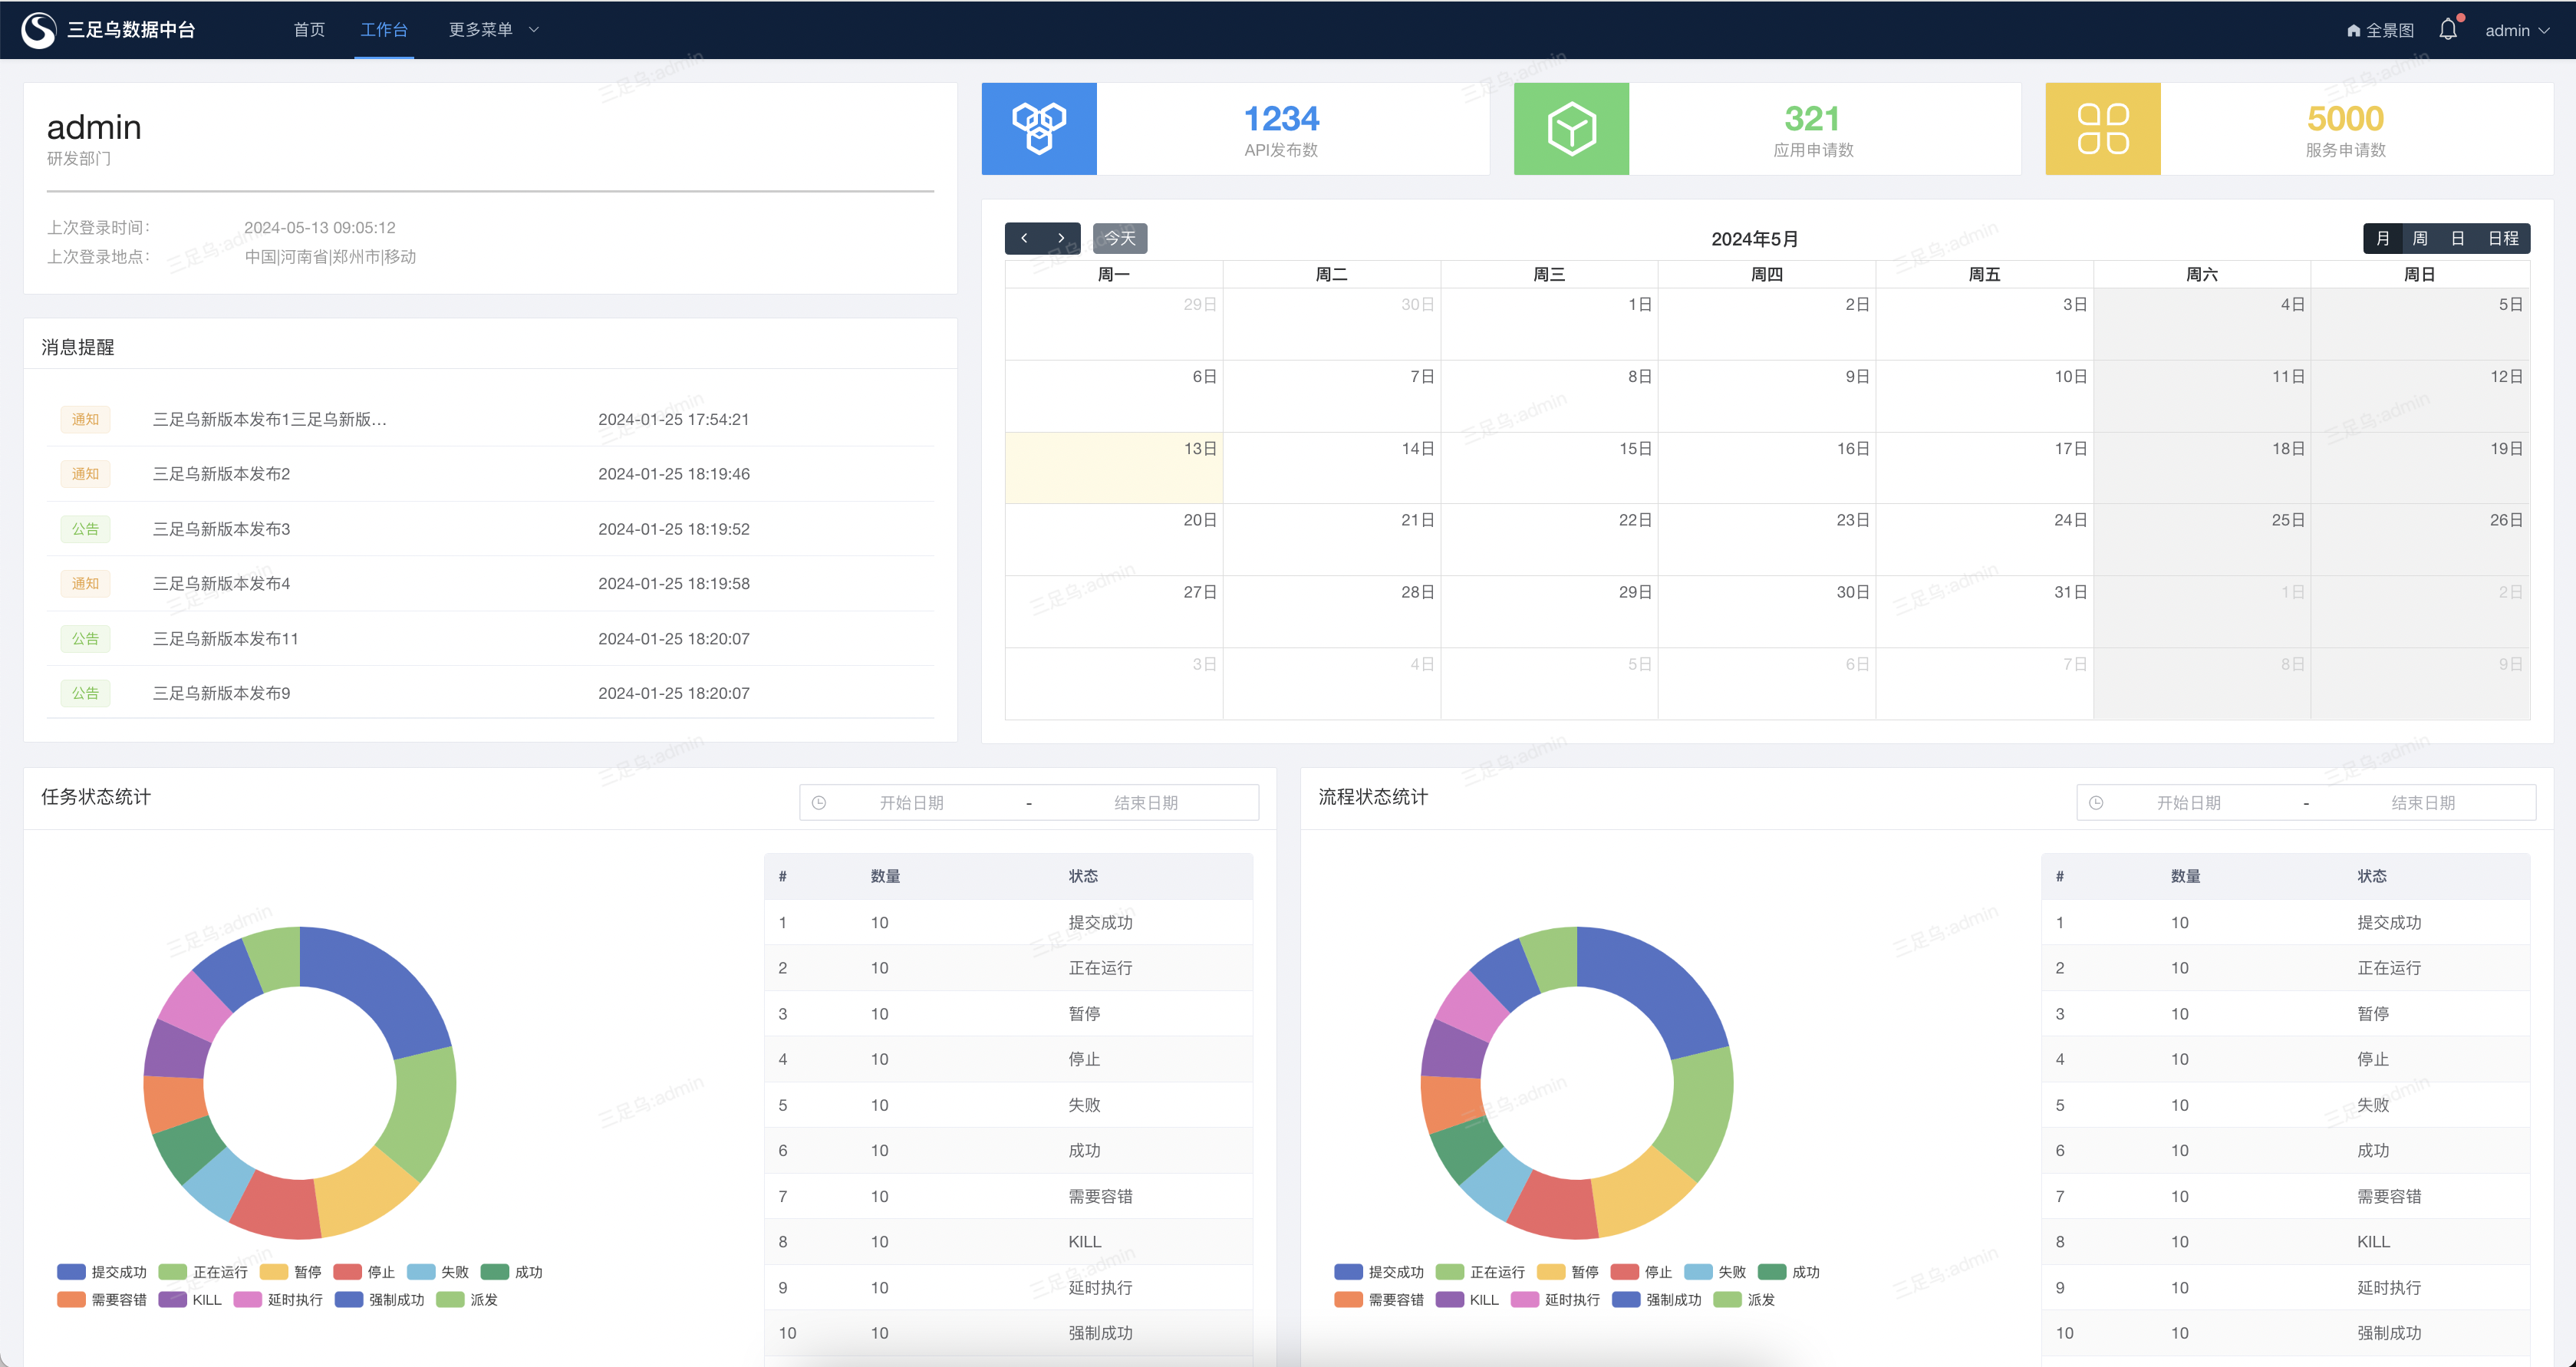 三足乌数据中台 首页 工作台 更多菜单 全景图 admin
admin
研发部门
上次登录时间: 2024-05-13 09:05:12
上次登录地点: 中国|河南省|郑州市|移动
1234
API发布数
321
应用申请数
5000
服务申请数
消息提醒
通知 三足乌新版本发布1三足乌新版... 2024-01-25 17:54:21
通知 三足乌新版本发布2 2024-01-25 18:19:46
公告 三足乌新版本发布3 2024-01-25 18:19:52
通知 三足乌新版本发布4 2024-01-25 18:19:58
公告 三足乌新版本发布11 2024-01-25 18:20:07
公告 三足乌新版本发布9 2024-01-25 18:20:07
今天 2024年5月 月 周 日 日程
周一 周二 周三 周四 周五 周六 周日
29日 30日 1日 2日 3日 4日 5日
6日 7日 8日 9日 10日 11日 12日
13日 14日 15日 16日 17日 18日 19日
20日 21日 22日 23日 24日 25日 26日
27日 28日 29日 30日 31日 1日 2日
3日 4日 5日 6日 7日 8日 9日
任务状态统计 开始日期 - 结束日期
# 数量 状态
1 10 提交成功
2 10 正在运行
3 10 暂停
4 10 停止
5 10 失败
6 10 成功
7 10 需要容错
8 10 KILL
9 10 延时执行
10 10 强制成功
提交成功 正在运行 暂停 停止 失败 成功
需要容错 KILL 延时执行 强制成功 派发
流程状态统计 开始日期 - 结束日期
# 数量 状态
1 10 提交成功
2 10 正在运行
3 10 暂停
4 10 停止
5 10 失败
6 10 成功
7 10 需要容错
8 10 KILL
9 10 延时执行
10 10 强制成功
提交成功 正在运行 暂停 停止 失败 成功
需要容错 KILL 延时执行 强制成功 派发
三足乌:admin